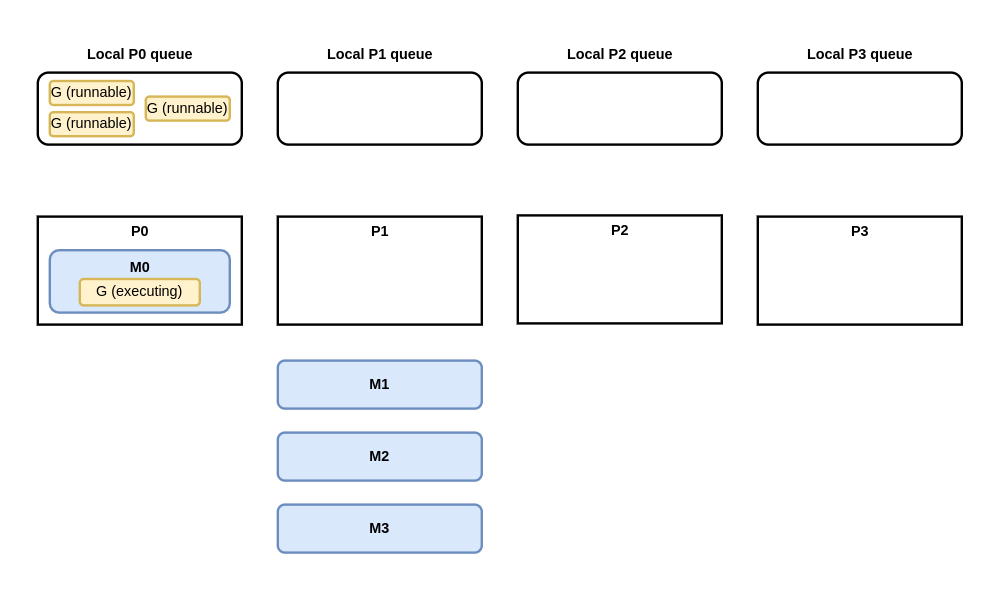 Local P0 queue
Local P1 queue
Local P2 queue
Local P3 queue
G (runnable)
G (runnable)
G (runnable)
P0
P1
P2
P3
M0
G (executing)
M1
M2
M3